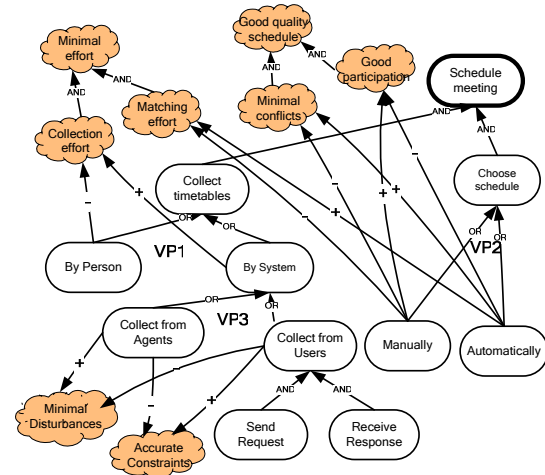 Minimal
effort
Good quality
schedule
Good
participation
Schedule
meeting
AND
AND
AND
AND
Matching
effort
Minimal
conflicts
AND
AND
Collection
effort
Collect
timetables
Choose
schedule
-
+
-
-
+
-
+
+
-
OR
OR
OR
OR
VP1
VP2
By Person
By System
OR
OR
VP3
Collect from
Agents
Collect from
Users
Manually
Automatically
+
-
-
+
AND
AND
Minimal
Disturbances
Accurate
Constraints
Send
Request
Receive
Response